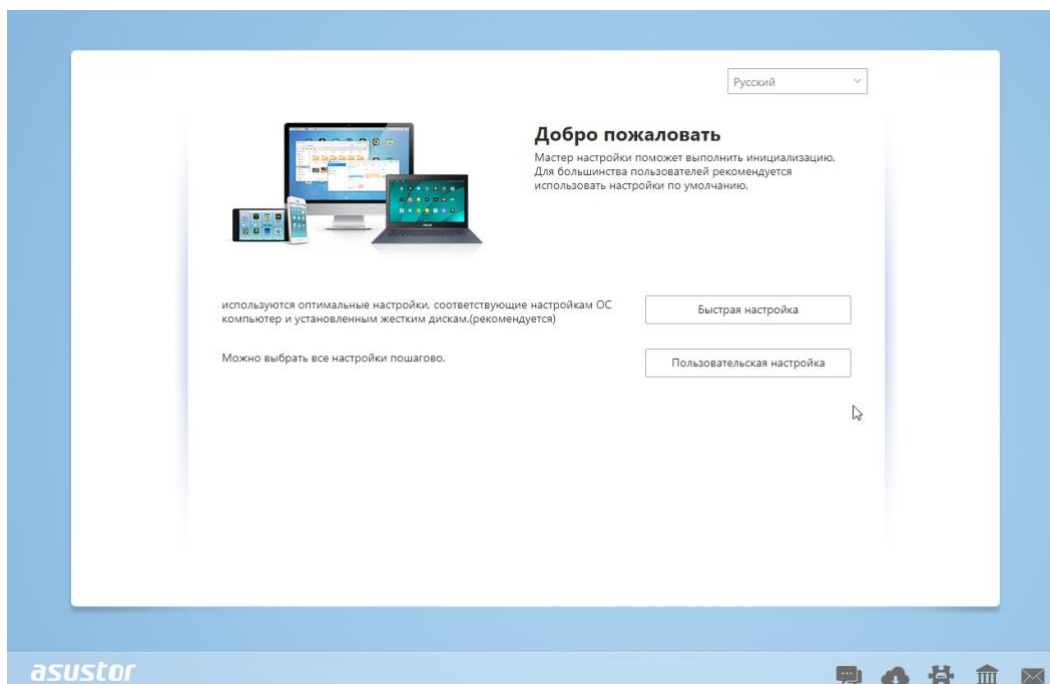 Русский
Добро пожаловать
Мастер настройки поможет выполнить инициализацию.
Для большинства пользователей рекомендуется
использовать настройки по умолчанию.
используются оптимальные настройки, соответствующие настройкам ОС
компьютер и установленным жестким дискам.(рекомендуется)
Быстрая настройка
Можно выбрать все настройки пошагово.
Пользовательская настройка
asustor